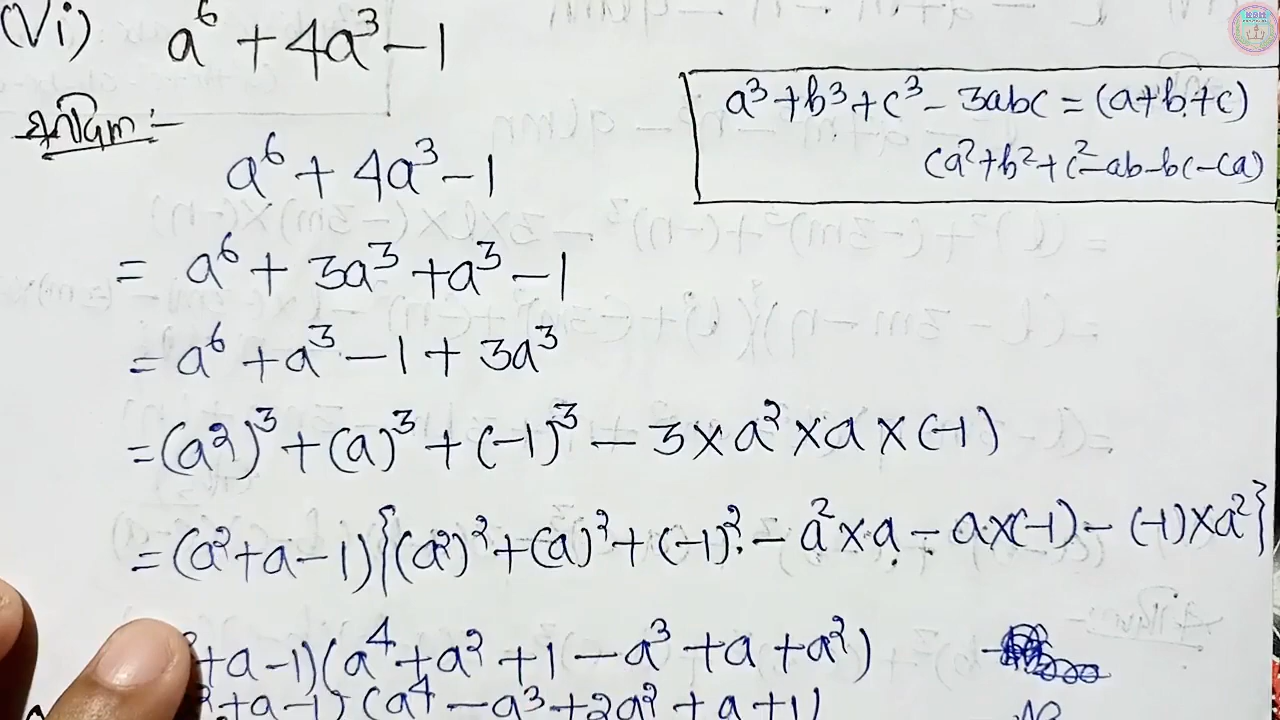 (vi) a⁶ + 4a³ - 1
a³ + b³ + c³ - 3abc = (a+b+c)
(a² + b² + c² - ab - bc - ca)
a⁶ + 4a³ - 1
= a⁶ + 3a³ + a³ - 1
= a⁶ + a³ - 1 + 3a³
= (a²)³ + (a)³ + (-1)³ - 3 × a² × a × (-1)
= (a² + a - 1) {(a²)² + (a)² + (-1)² - a² × a - a × (-1) - (-1) × a²}
² + a - 1) (a⁴ + a² + 1 - a³ + a + a²)
² + a - 1) (a⁴ - a³ + 2a² + a + 1)